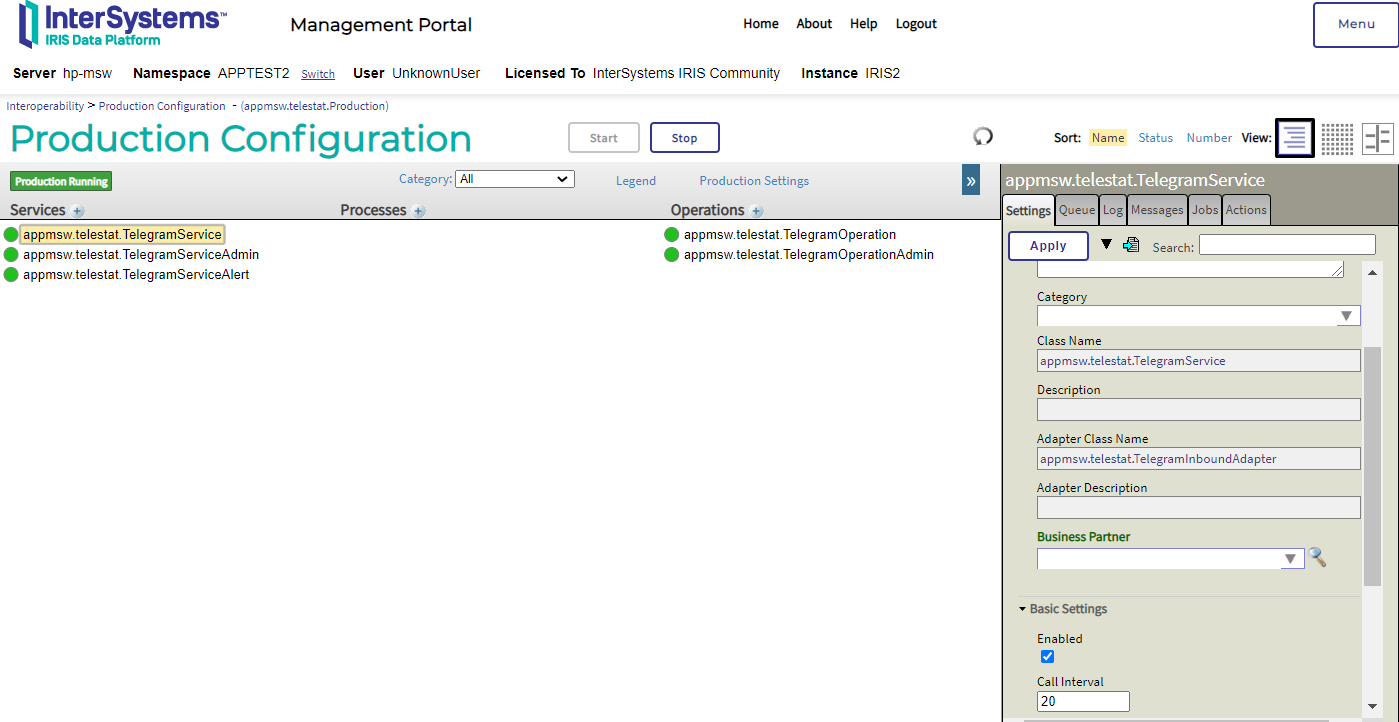 InterSystems™
IRIS Data Platform
Management Portal
Home About Help Logout
Menu
Server hp-msw Namespace APPTEST2 Switch User UnknownUser Licensed To InterSystems IRIS Community Instance IRIS2
Interoperability > Production Configuration - (appmsw.telestat.Production)
Production Configuration
Start Stop
Sort: Name Status Number View:
Production Running
Category: All
Legend
Production Settings
»
Services +
Processes +
Operations +
appmsw.telestat.TelegramService
appmsw.telestat.TelegramServiceAdmin
appmsw.telestat.TelegramServiceAlert
appmsw.telestat.TelegramOperation
appmsw.telestat.TelegramOperationAdmin
appmsw.telestat.TelegramService
Settings Queue Log Messages Jobs Actions
Apply Search:
Category
Class Name
appmsw.telestat.TelegramService
Description
Adapter Class Name
appmsw.telestat.TelegramInboundAdapter
Adapter Description
Business Partner
Basic Settings
Enabled
Call Interval
20